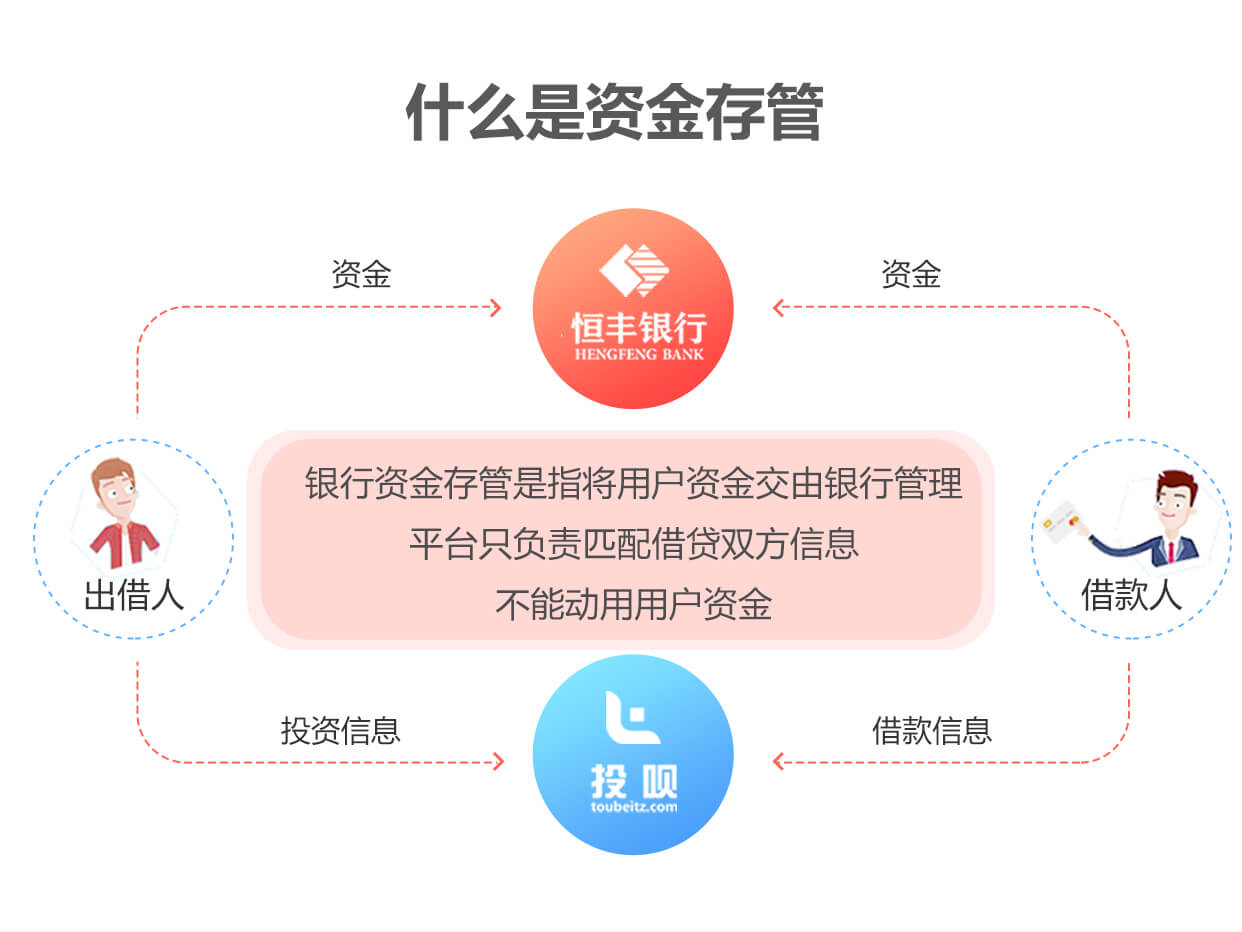 什么是资金存管
资金
资金
恒丰银行
HENGFENG BANK
银行资金存管是指将用户资金交由银行管理
平台只负责匹配借贷双方信息
不能动用用户资金
出借人
借款人
投资信息
借款信息
投呗
toubeitz.com